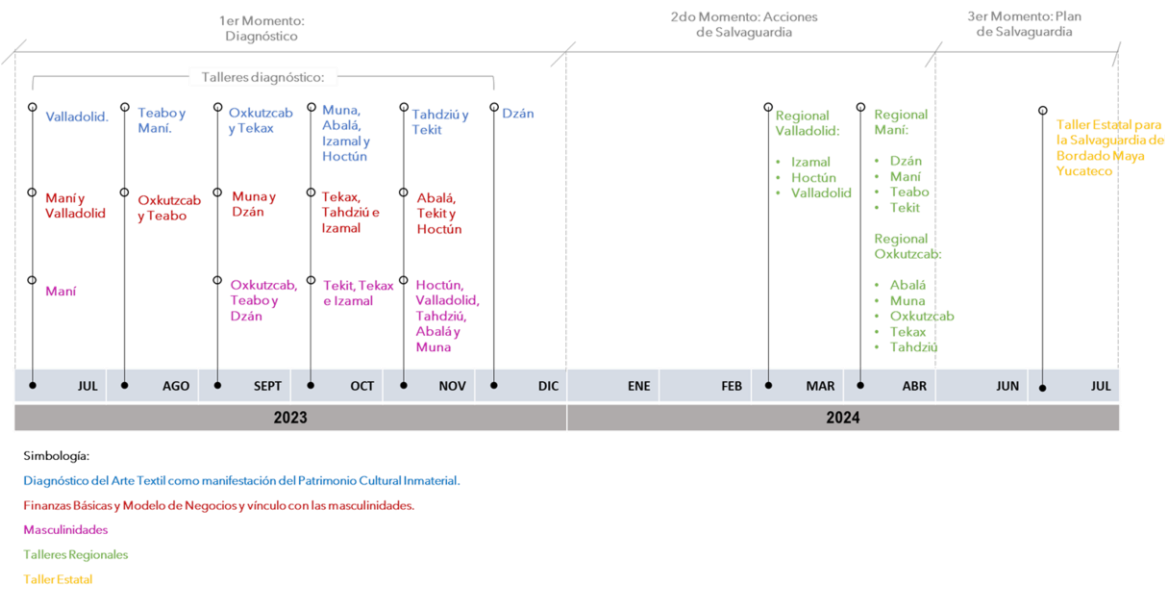 1er Momento:
Diagnóstico
2do Momento: Acciones
de Salvaguardia
3er Momento: Plan
de Salvaguardia
Talleres diagnóstico:
Valladolid.
Teabo y
Maní.
Oxkutzcab
y Tekax
Muna,
Abalá,
Izamal y
Hoctún
Tahdziú y
Tekit
Dzán
Maní y
Valladolid
Oxkutzcab
y Teabo
Muna y
Dzán
Tekax,
Tahdziú e
Izamal
Abalá,
Tekit y
Hoctún
Maní
Oxkutzcab,
Teabo y
Dzán
Tekit, Tekax
e Izamal
Hoctún,
Valladolid,
Tahdziú,
Abalá y
Muna
Regional
Valladolid:
• Izamal
• Hoctún
• Valladolid
Regional
Maní:
• Dzán
• Maní
• Teabo
• Tekit
Regional
Oxkutzcab:
• Abalá
• Muna
• Oxkutzcab
• Tekax
• Tahdziú
Taller Estatal para
la Salvaguardia de
Bordado Maya
Yucateco
JUL AGO SEPT OCT NOV DIC ENE FEB MAR ABR JUN JUL
2023 2024
Simbología:
Diagnóstico del Arte Textil como manifestación del Patrimonio Cultural Inmaterial.
Finanzas Básicas y Modelo de Negocios y vínculo con las masculinidades.
Masculinidades
Talleres Regionales
Taller Estatal